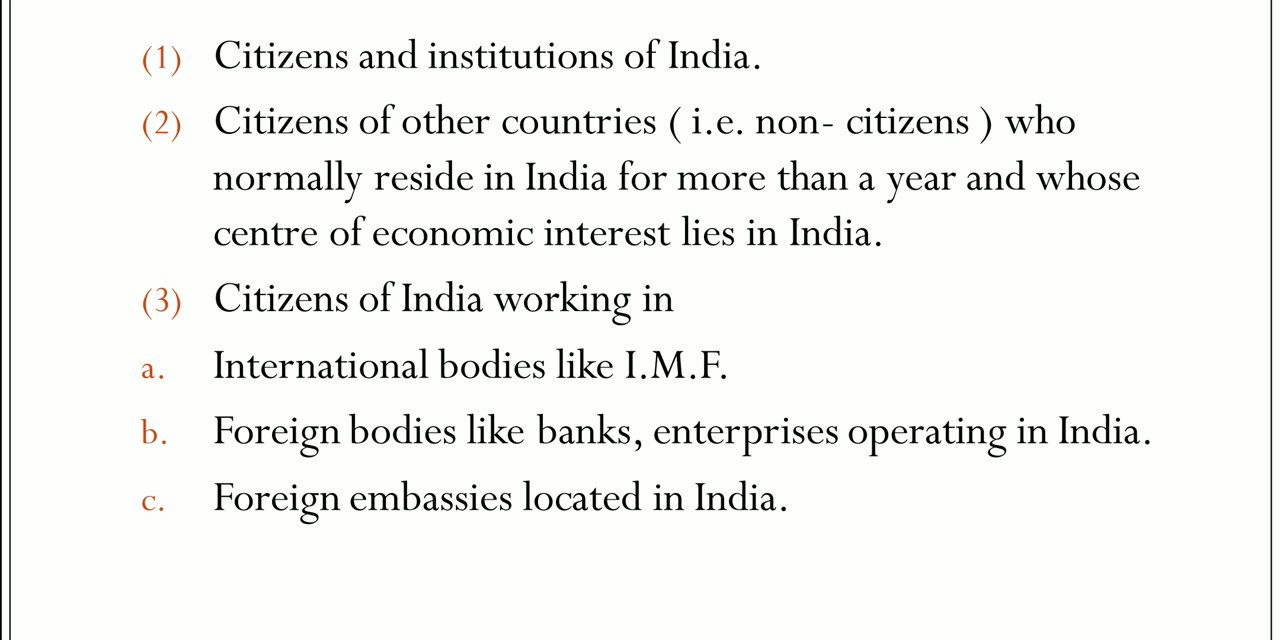 (1) Citizens and institutions of India.
(2) Citizens of other countries ( i.e. non- citizens ) who
normally reside in India for more than a year and whose
centre of economic interest lies in India.
(3) Citizens of India working in
a. International bodies like I.M.F.
b. Foreign bodies like banks, enterprises operating in India.
c. Foreign embassies located in India.